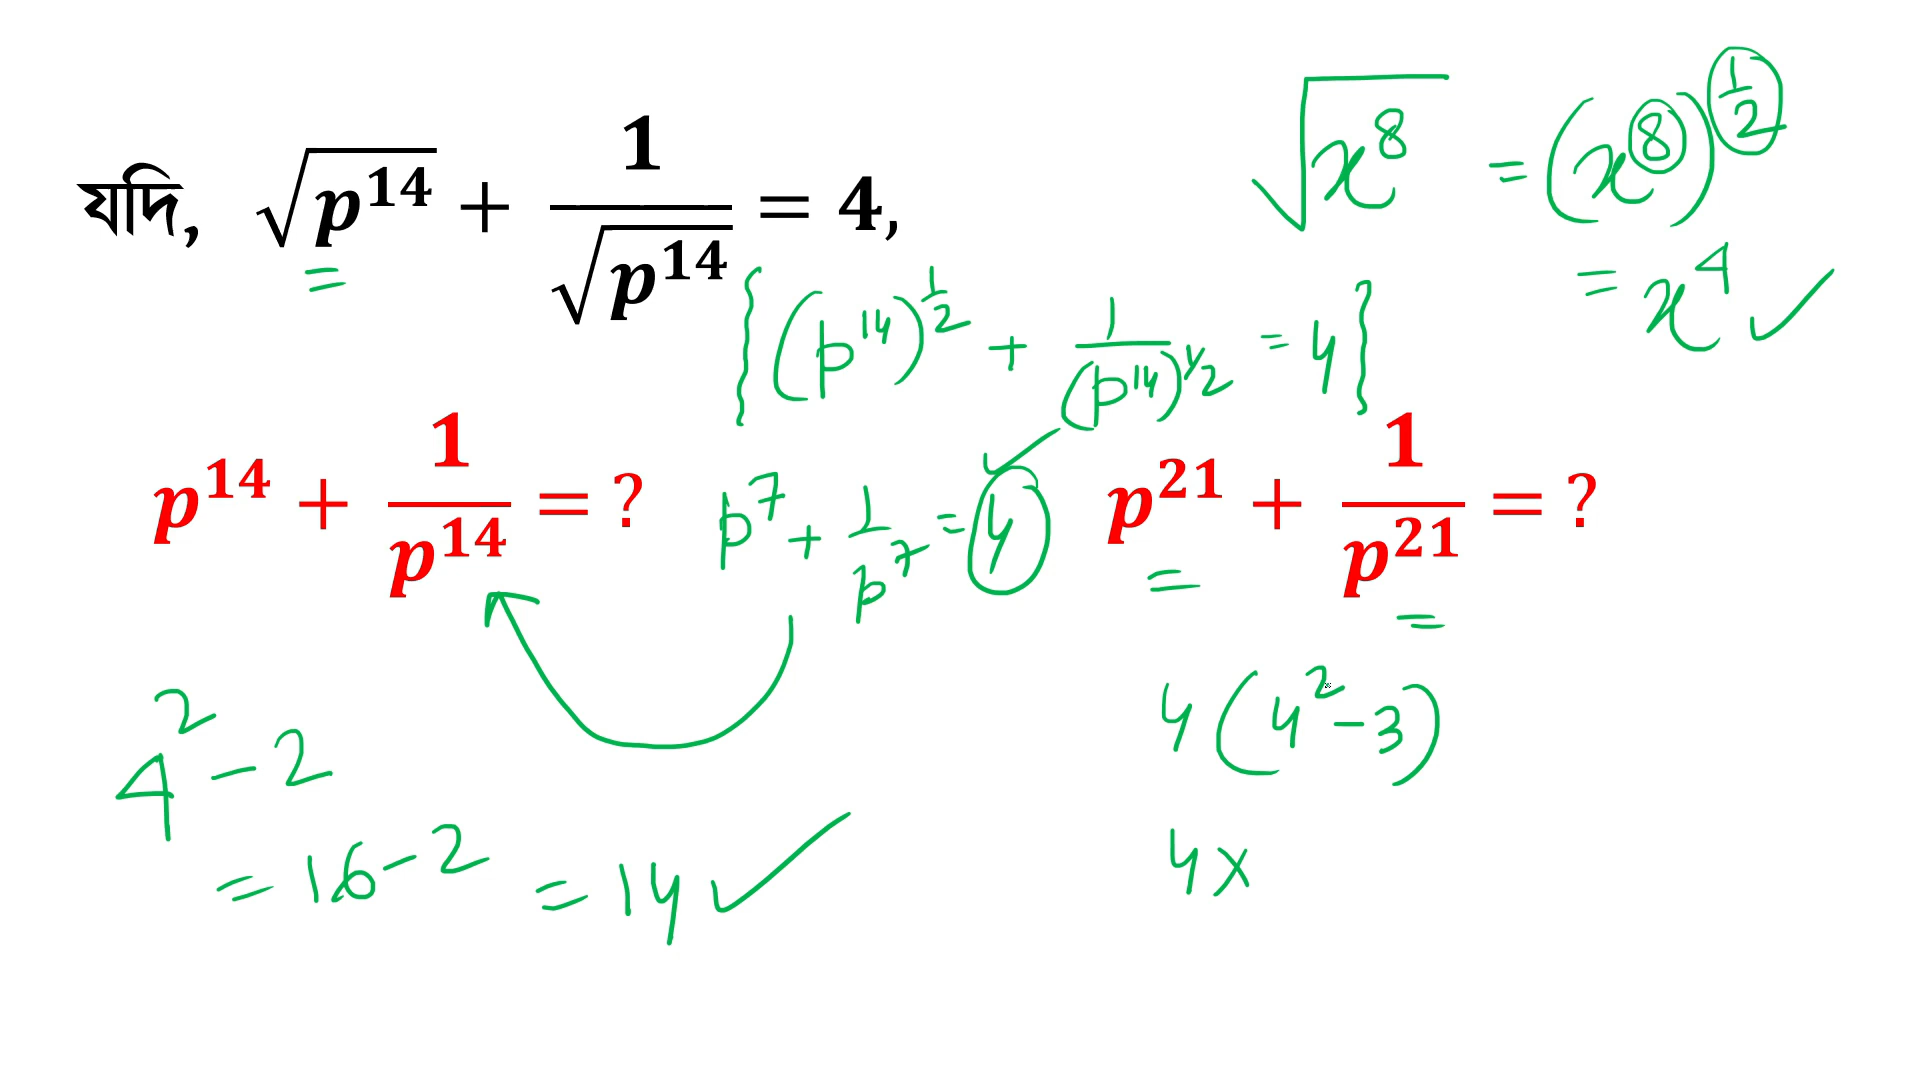 যদি, √p¹⁴ + 1/√p¹⁴ = 4,
√x⁸ = (x⁸)^(1/2)
= x⁴ ✓
=
{(p¹⁴)^(1/2) + 1/(p¹⁴)^(1/2) = 4}
p¹⁴ + 1/p¹⁴ = ?
p⁷ + 1/p⁷ = 4
p²¹ + 1/p²¹ = ?
=
=
4² - 2
= 16 - 2 = 14 ✓
4(4² - 3)
4 x